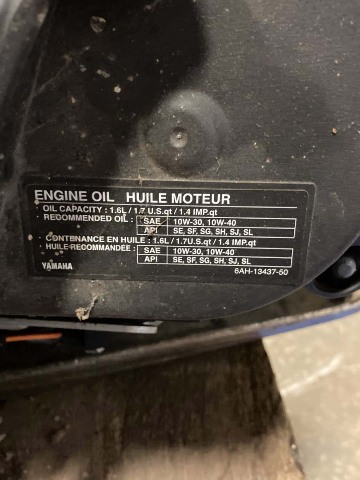 ENGINE OIL HUILE MOTEUR
OIL CAPACITY : 1.6L / 1.7 U.S.qt / 1.4 IMP.qt
RECOMMENDED OIL : SAE 10W-30, 10W-40
API SE, SF, SG, SH, SJ, SL
CONTENANCE EN HUILE : 1.6L / 1.7U.S.qt / 1.4 IMP.qt
HUILE RECOMMANDÉE : SAE 10W-30, 10W-40
API SE, SF, SG, SH, SJ, SL
YAMAHA 6AH-13437-50